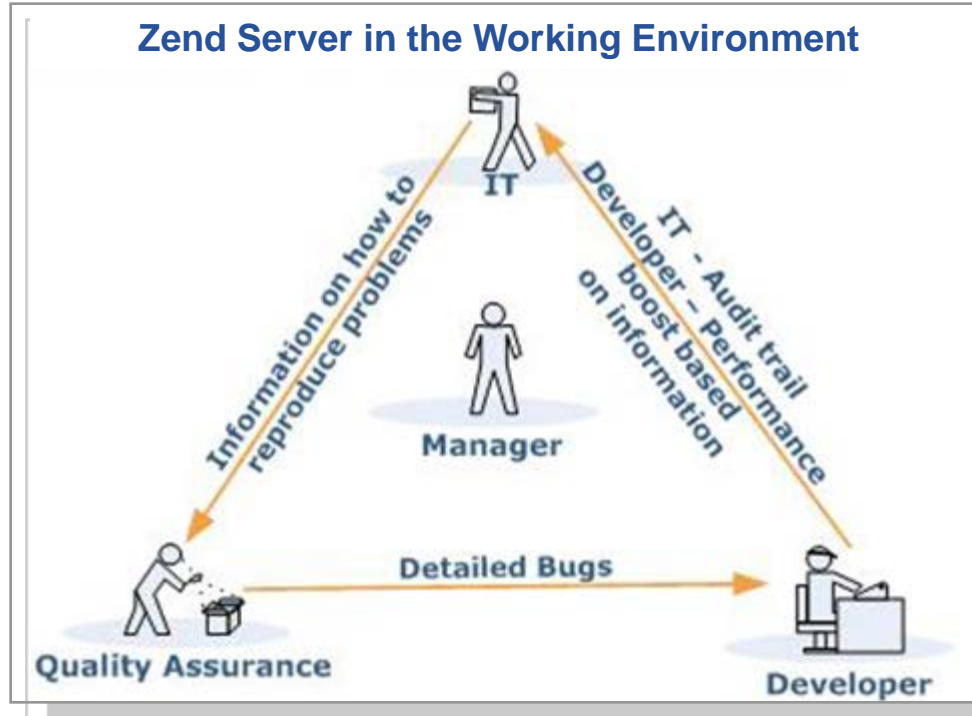 Zend Server in the Working Environment
IT
Information on how to
reproduce problems
IT - Audit trail
Developer – Performance
boost based
on information
Manager
Detailed Bugs
Quality Assurance
Developer